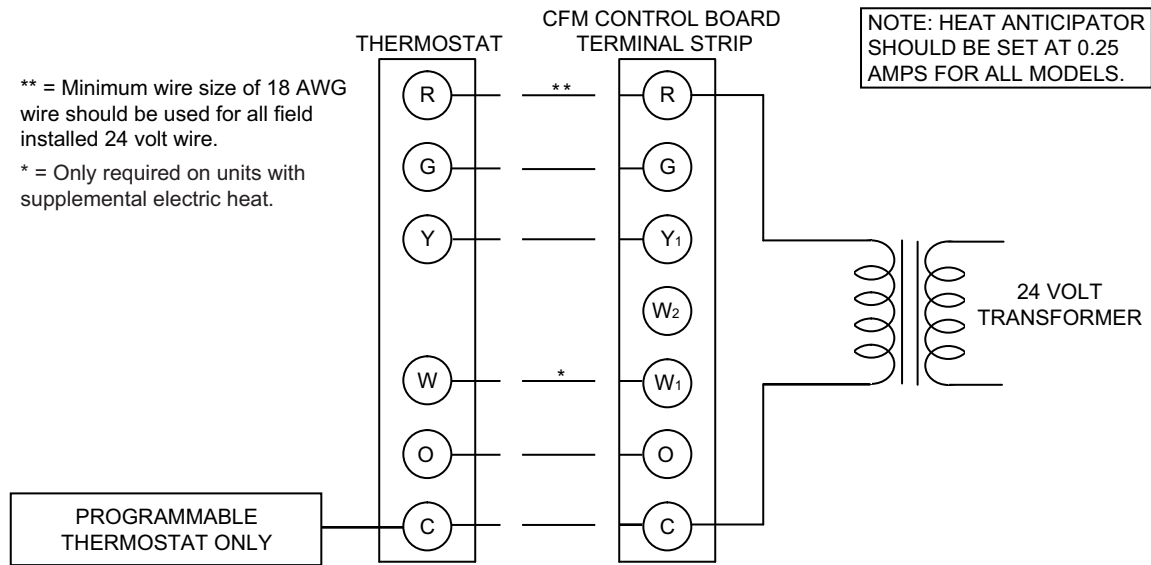 CFM CONTROL BOARD
TERMINAL STRIP
THERMOSTAT
NOTE: HEAT ANTICIPATOR
SHOULD BE SET AT 0.25
AMPS FOR ALL MODELS.
** = Minimum wire size of 18 AWG
wire should be used for all field
installed 24 volt wire.
* = Only required on units with
supplemental electric heat.
R
**
R
G
G
Y
Y1
W2
W
*
W1
O
O
C
C
24 VOLT
TRANSFORMER
PROGRAMMABLE
THERMOSTAT ONLY